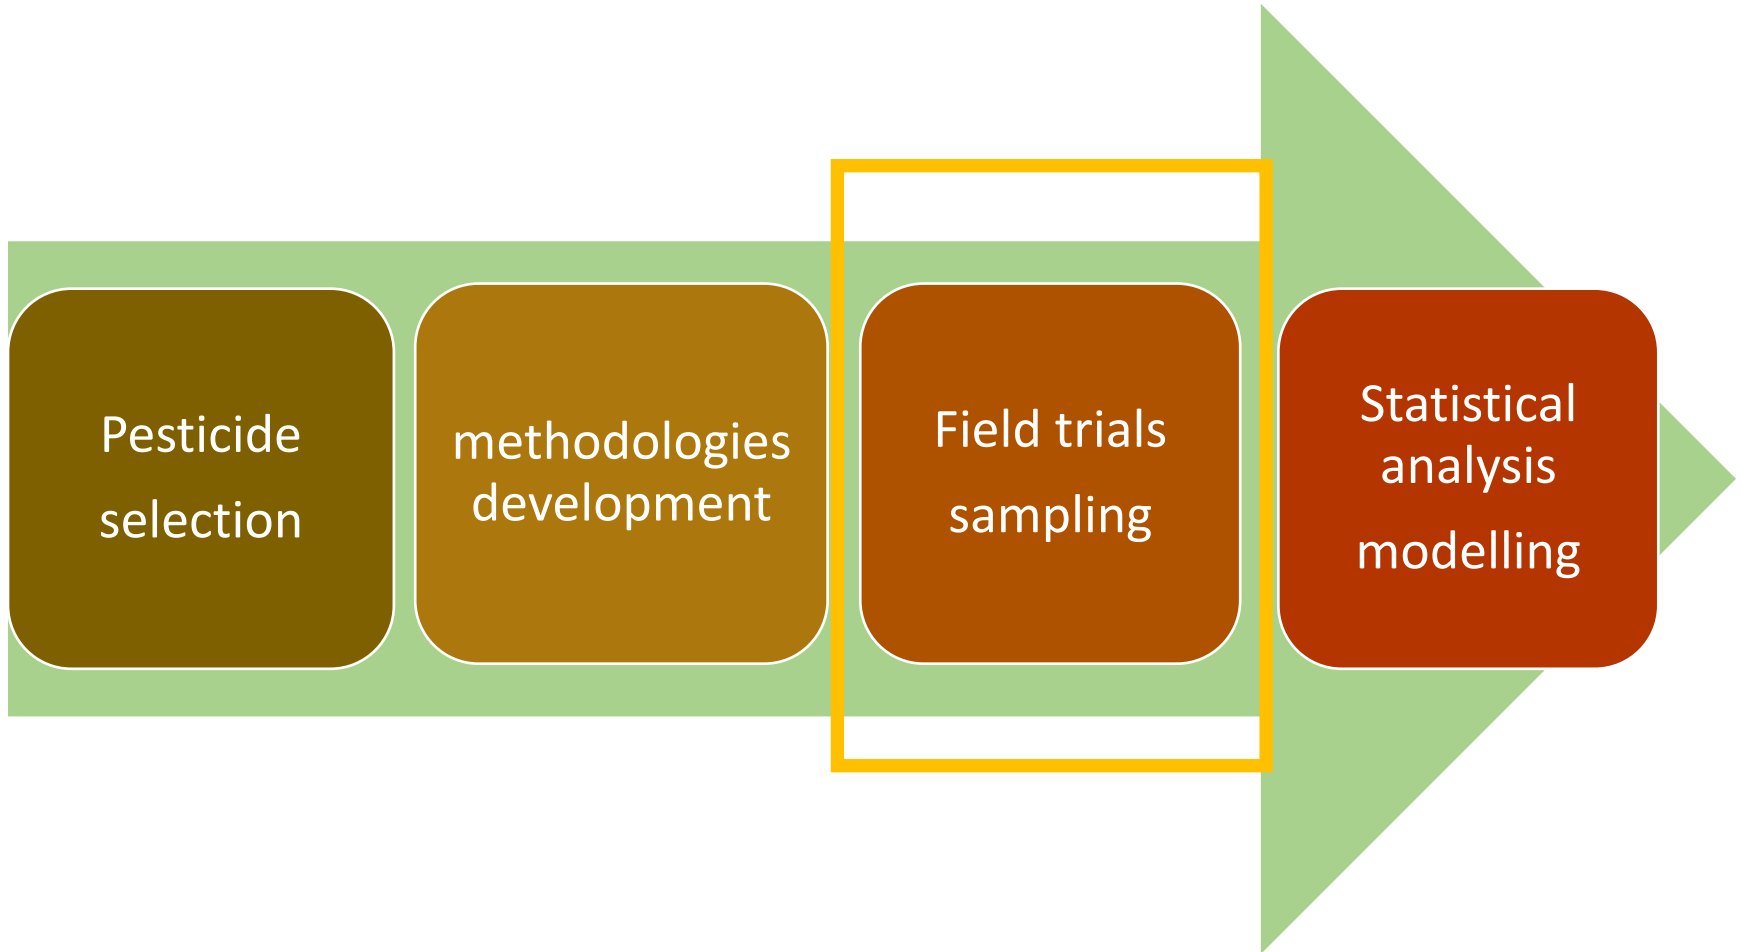 Pesticide
selection
methodologies
development
Field trials
sampling
Statistical
analysis
modelling